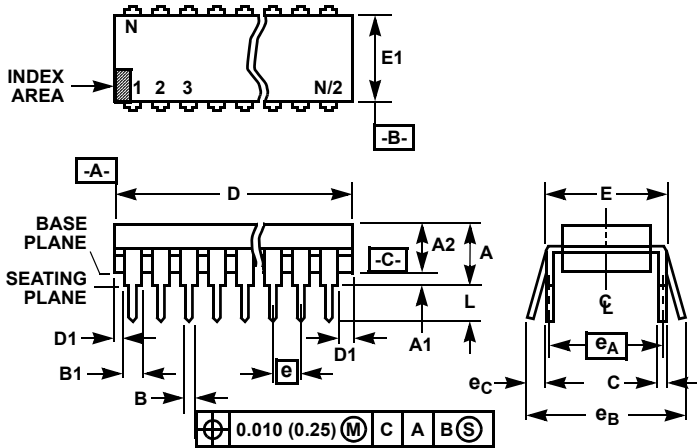 N
INDEX
AREA
1 2 3 N/2
E1
-B-
-A-
D
E
BASE
PLANE
A2
A
-C-
SEATING
PLANE
L
C L
D1
A1
D1
eA
B1
e
eC
C
B
eB
0.010 (0.25) M C A B S